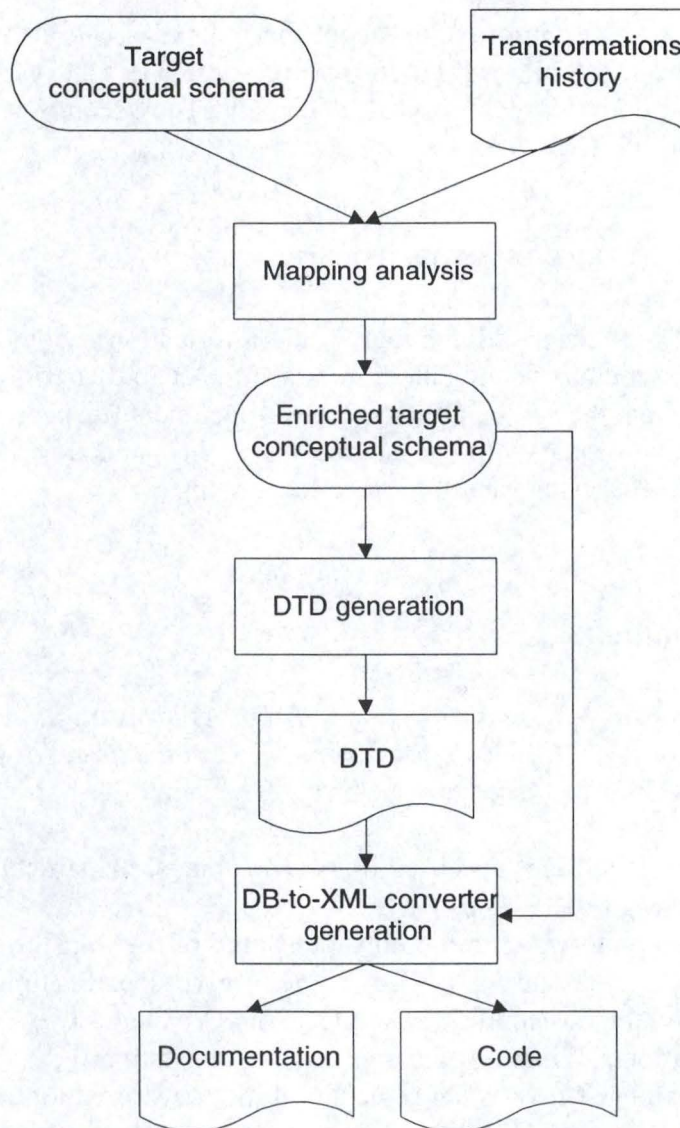 Target
conceptual schema
Transformations
history
Mapping analysis
Enriched target
conceptual schema
DTD generation
DTD
DB-to-XML converter
generation
Documentation
Code